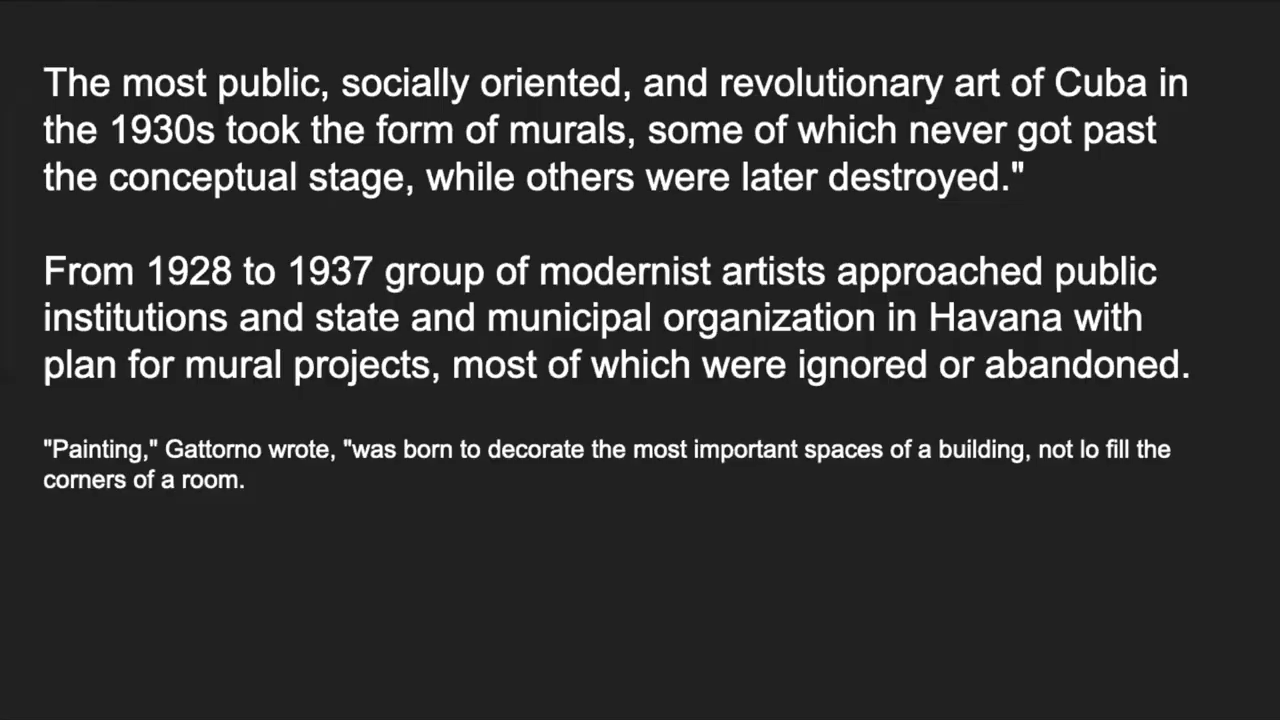 The most public, socially oriented, and revolutionary art of Cuba in
the 1930s took the form of murals, some of which never got past
the conceptual stage, while others were later destroyed."
From 1928 to 1937 group of modernist artists approached public
institutions and state and municipal organization in Havana with
plan for mural projects, most of which were ignored or abandoned.
"Painting," Gattorno wrote, "was born to decorate the most important spaces of a building, not lo fill the
corners of a room.